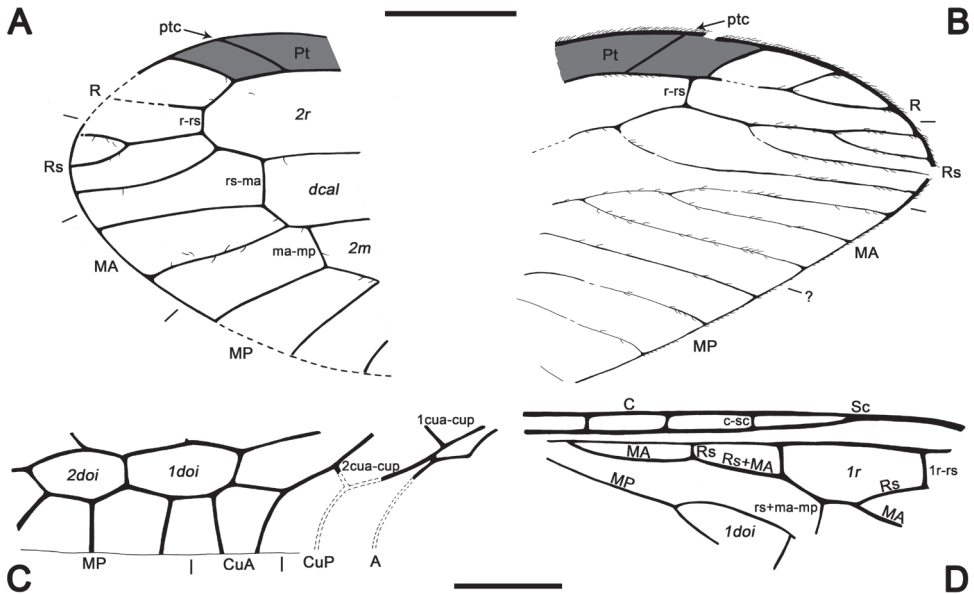 A
ptc
Pt
R
r-rs
2r
Rs
rs-ma
dcal
MA
ma-mp
2m
MP
B
ptc
Pt
r-rs
R
Rs
MA
?
MP
C
1cua-cup
2doi
1doi
2cua-cup
MP
CuA
CuP
A
D
C
Sc
c-sc
MA
Rs
Rs+MA
1r
1r-rs
MP
Rs
rs+ma-mp
MA
1doi